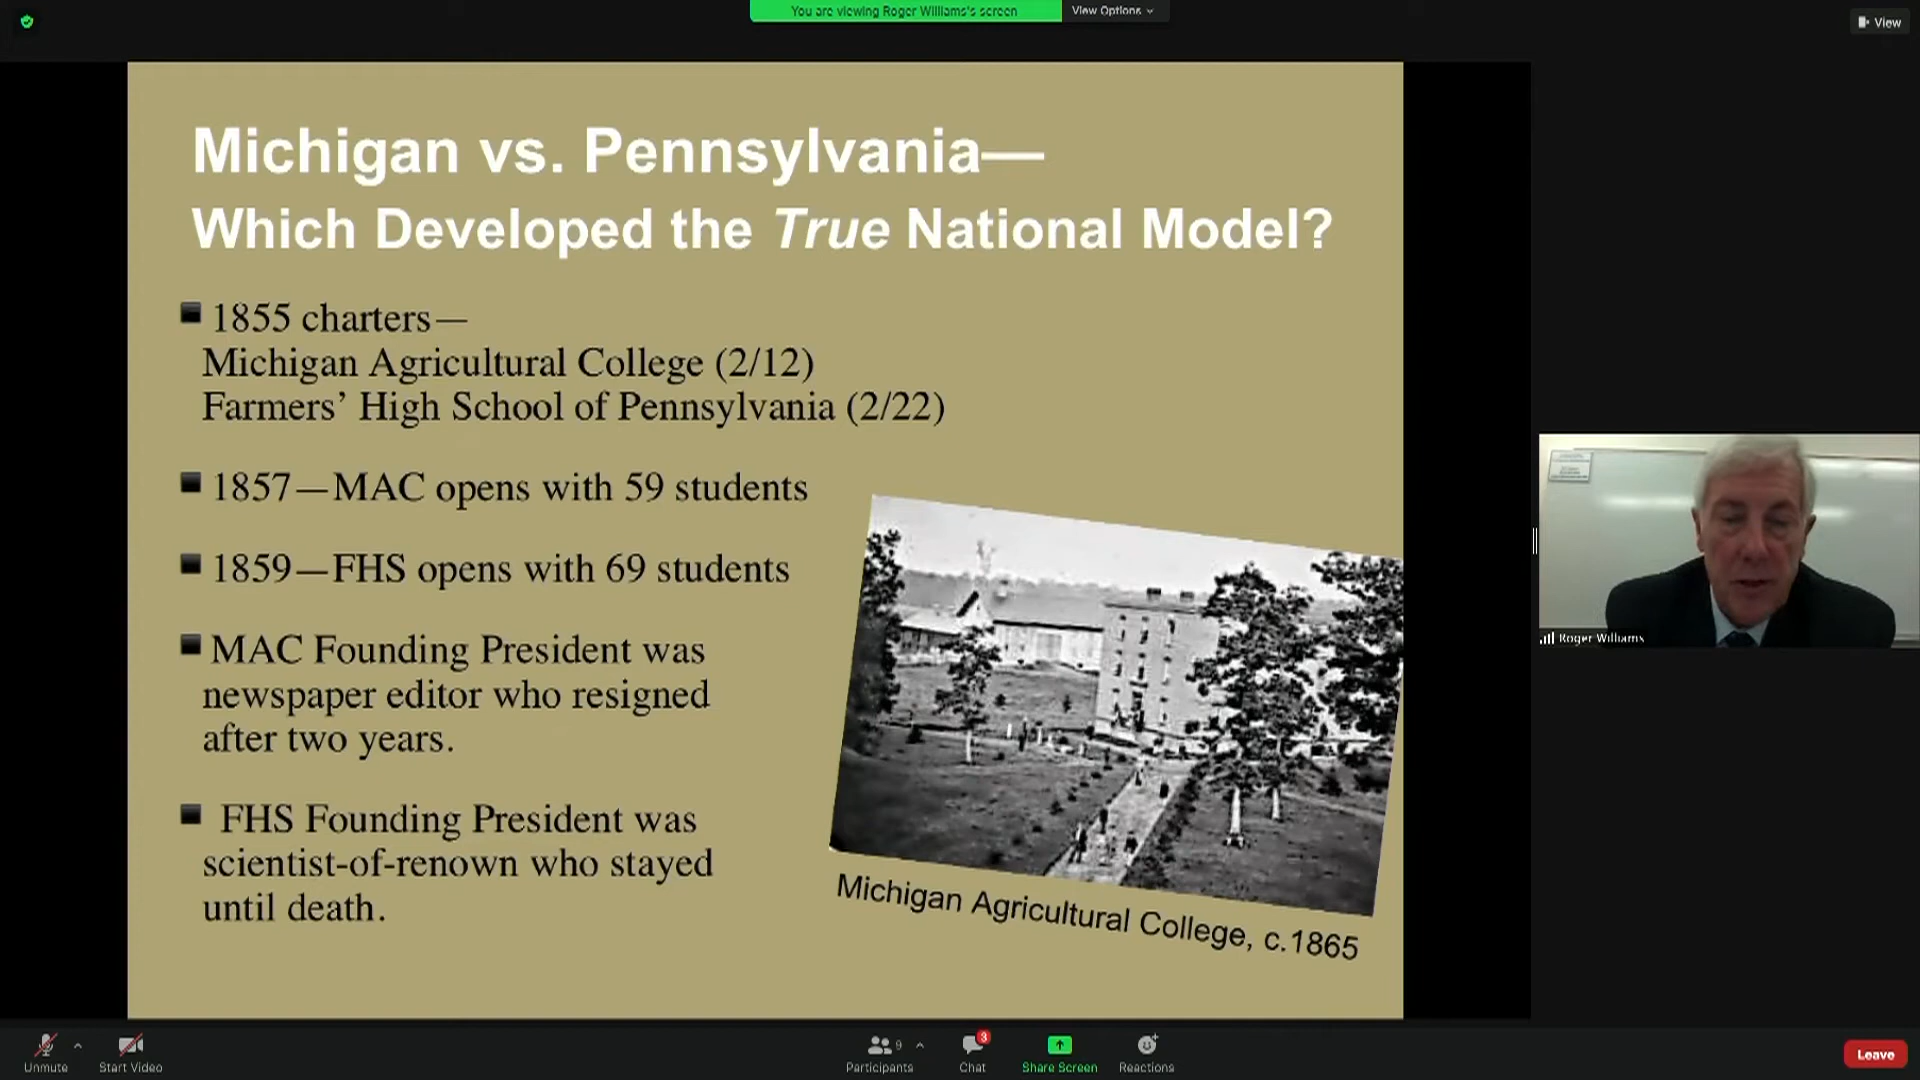 You are viewing Roger Williams's screen
View Options
View
Michigan vs. Pennsylvania—
Which Developed the True National Model?
1855 charters—
Michigan Agricultural College (2/12)
Farmers’ High School of Pennsylvania (2/22)
1857—MAC opens with 59 students
1859—FHS opens with 69 students
MAC Founding President was
newspaper editor who resigned
after two years.
FHS Founding President was
scientist-of-renown who stayed
until death.
Michigan Agricultural College, c.1865
Roger Williams
Unmute
Start Video
9
Participants
3
Chat
Share Screen
Reactions
Leave